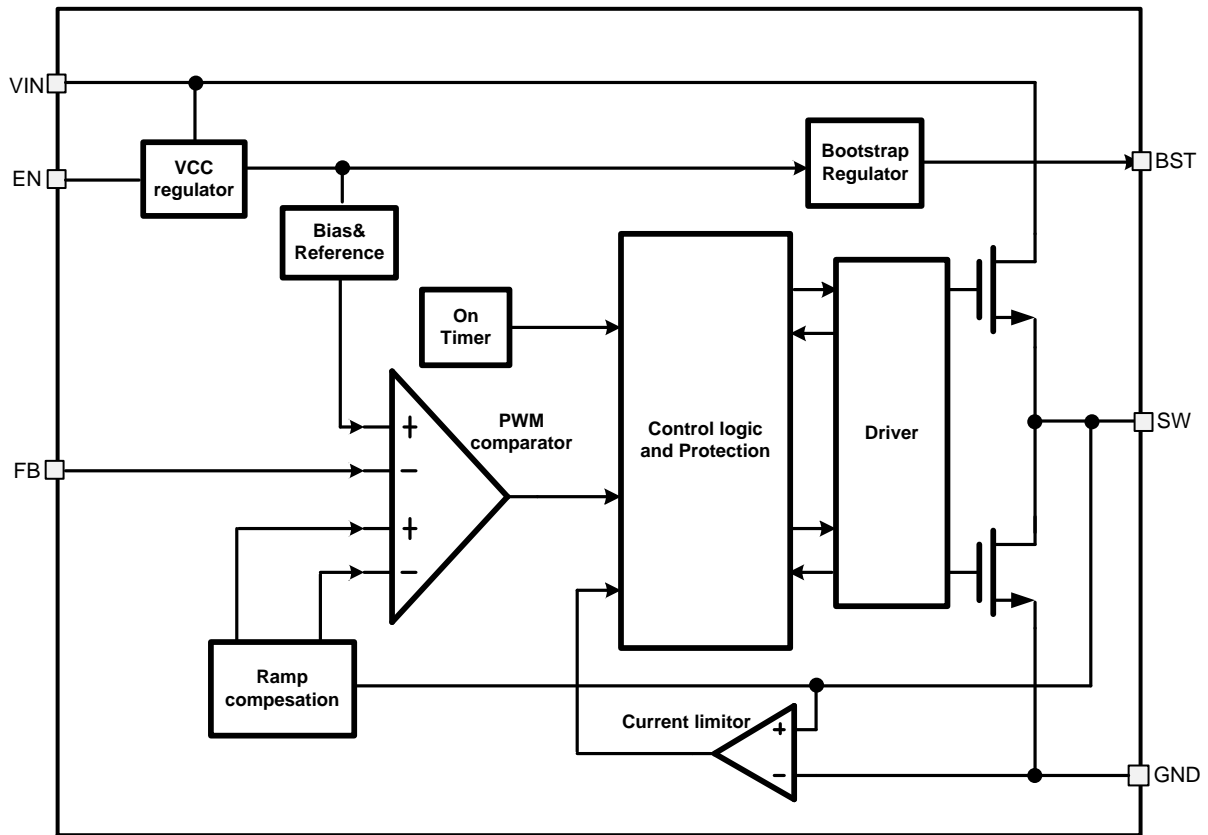 VIN
EN
VCC
regulator
Bootstrap
Regulator
BST
Bias&
Reference
On
Timer
+
−
+
−
PWM
comparator
Control logic
and Protection
Driver
SW
FB
Ramp
compesation
Current limitor
+
−
GND